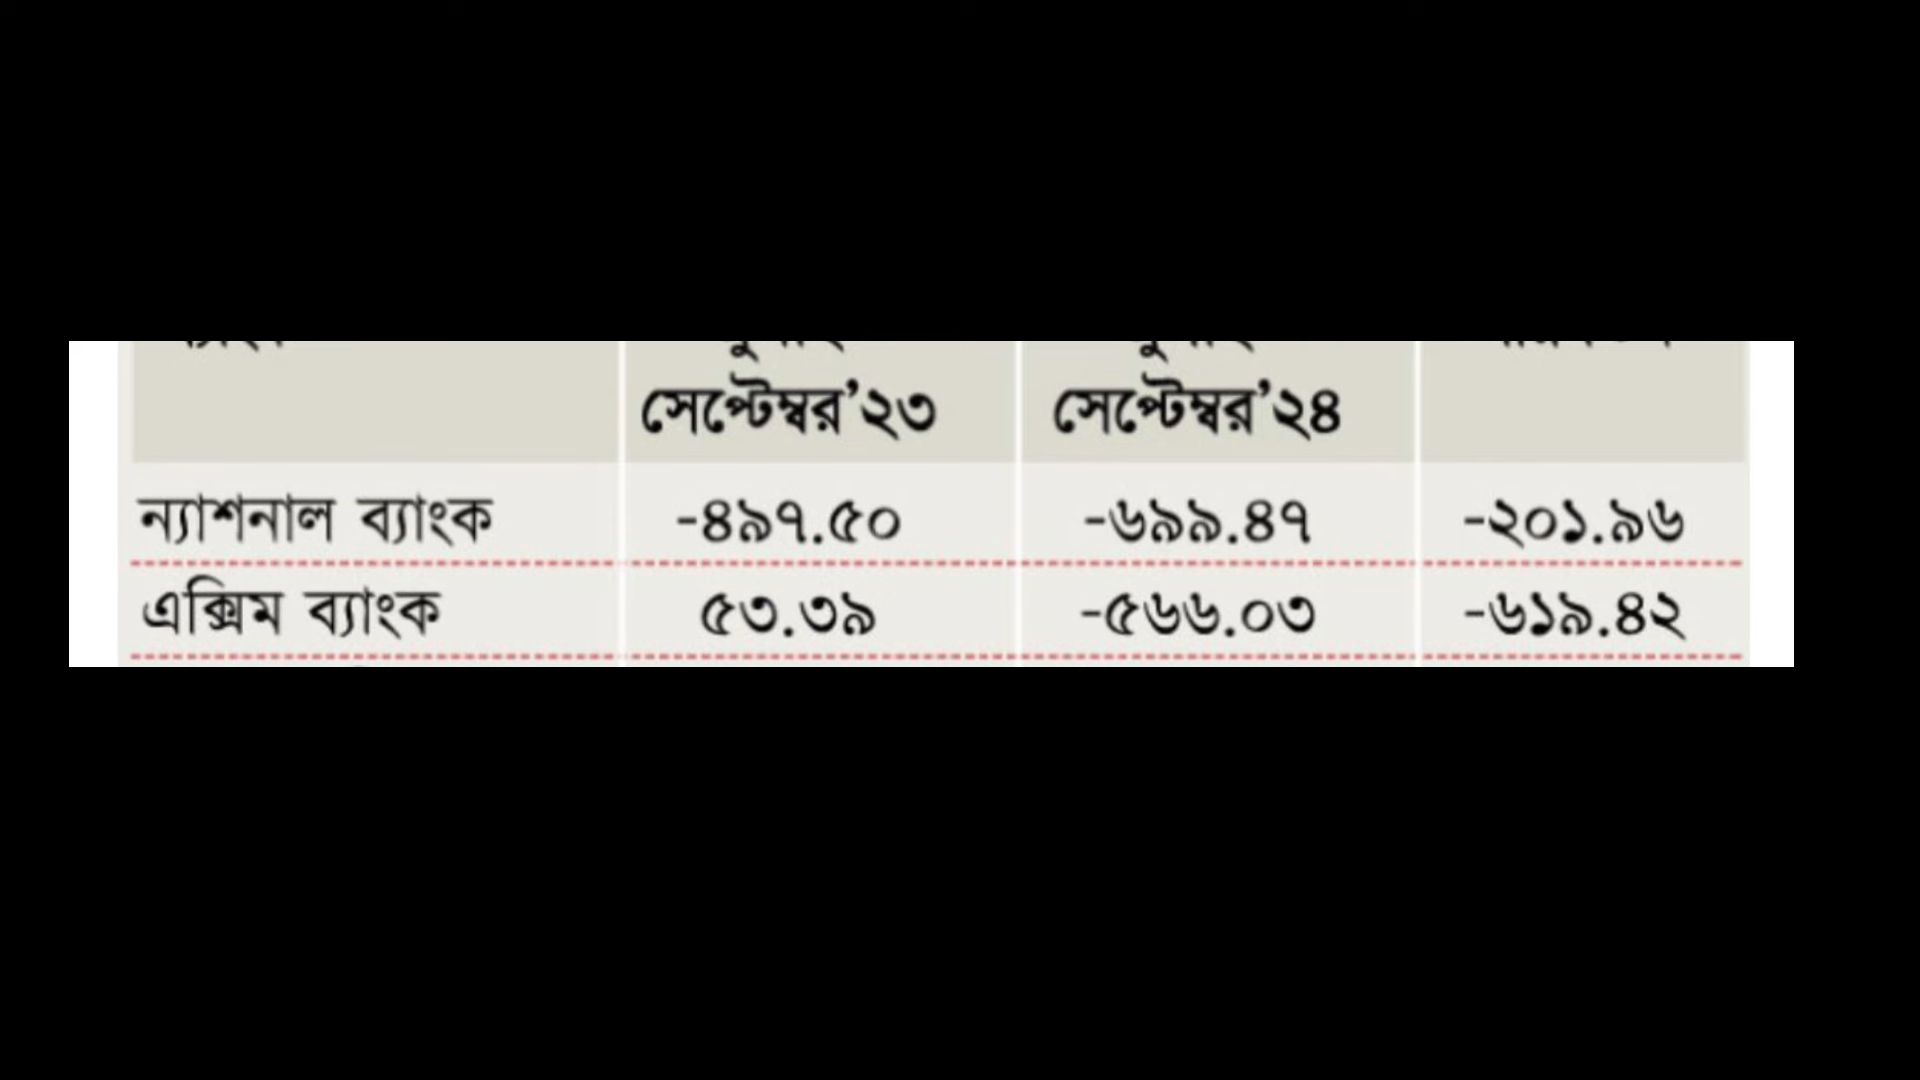 সেপ্টেম্বর’২৩ সেপ্টেম্বর’২৪
ন্যাশনাল ব্যাংক -৪৯৭.৫০ -৬৯৯.৪৭ -২০১.৯৬
এক্সিম ব্যাংক ৫৩.৩৯ -৫৬৬.০৩ -৬১৯.৪২